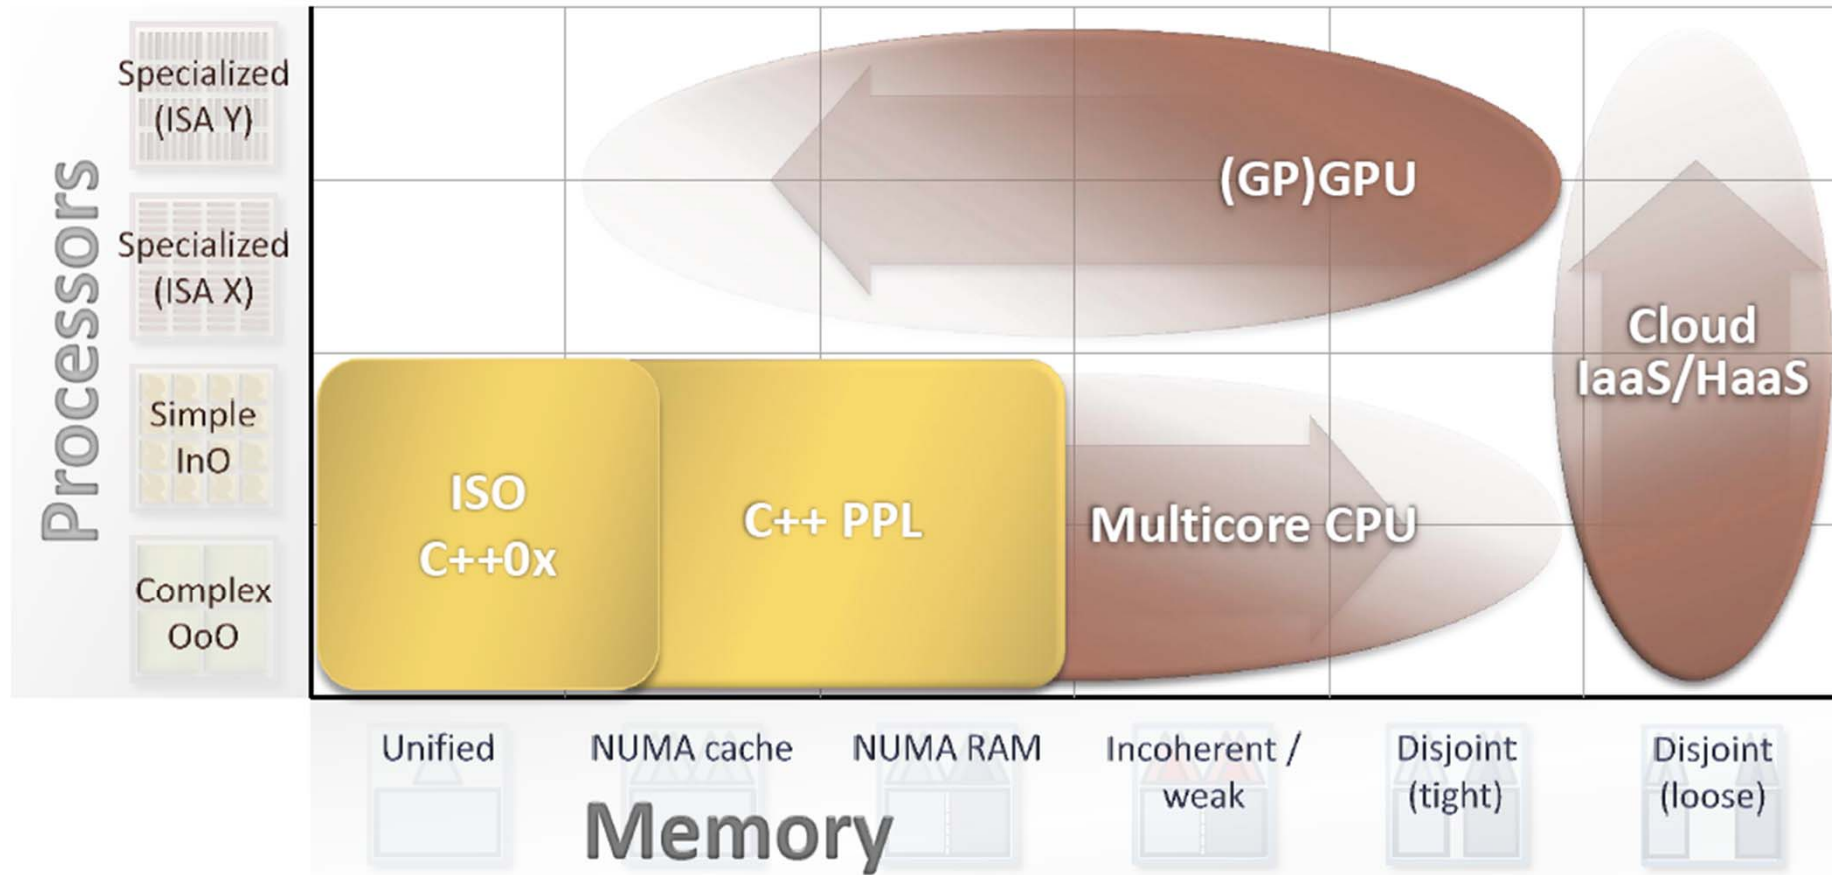 Processors
Specialized
(ISA Y)
Specialized
(ISA X)
Simple
InO
Complex
OoO
(GP)GPU
Cloud
IaaS/HaaS
ISO
C++0x
C++ PPL
Multicore CPU
Unified
NUMA cache
NUMA RAM
Incoherent /
weak
Disjoint
(tight)
Disjoint
(loose)
Memory